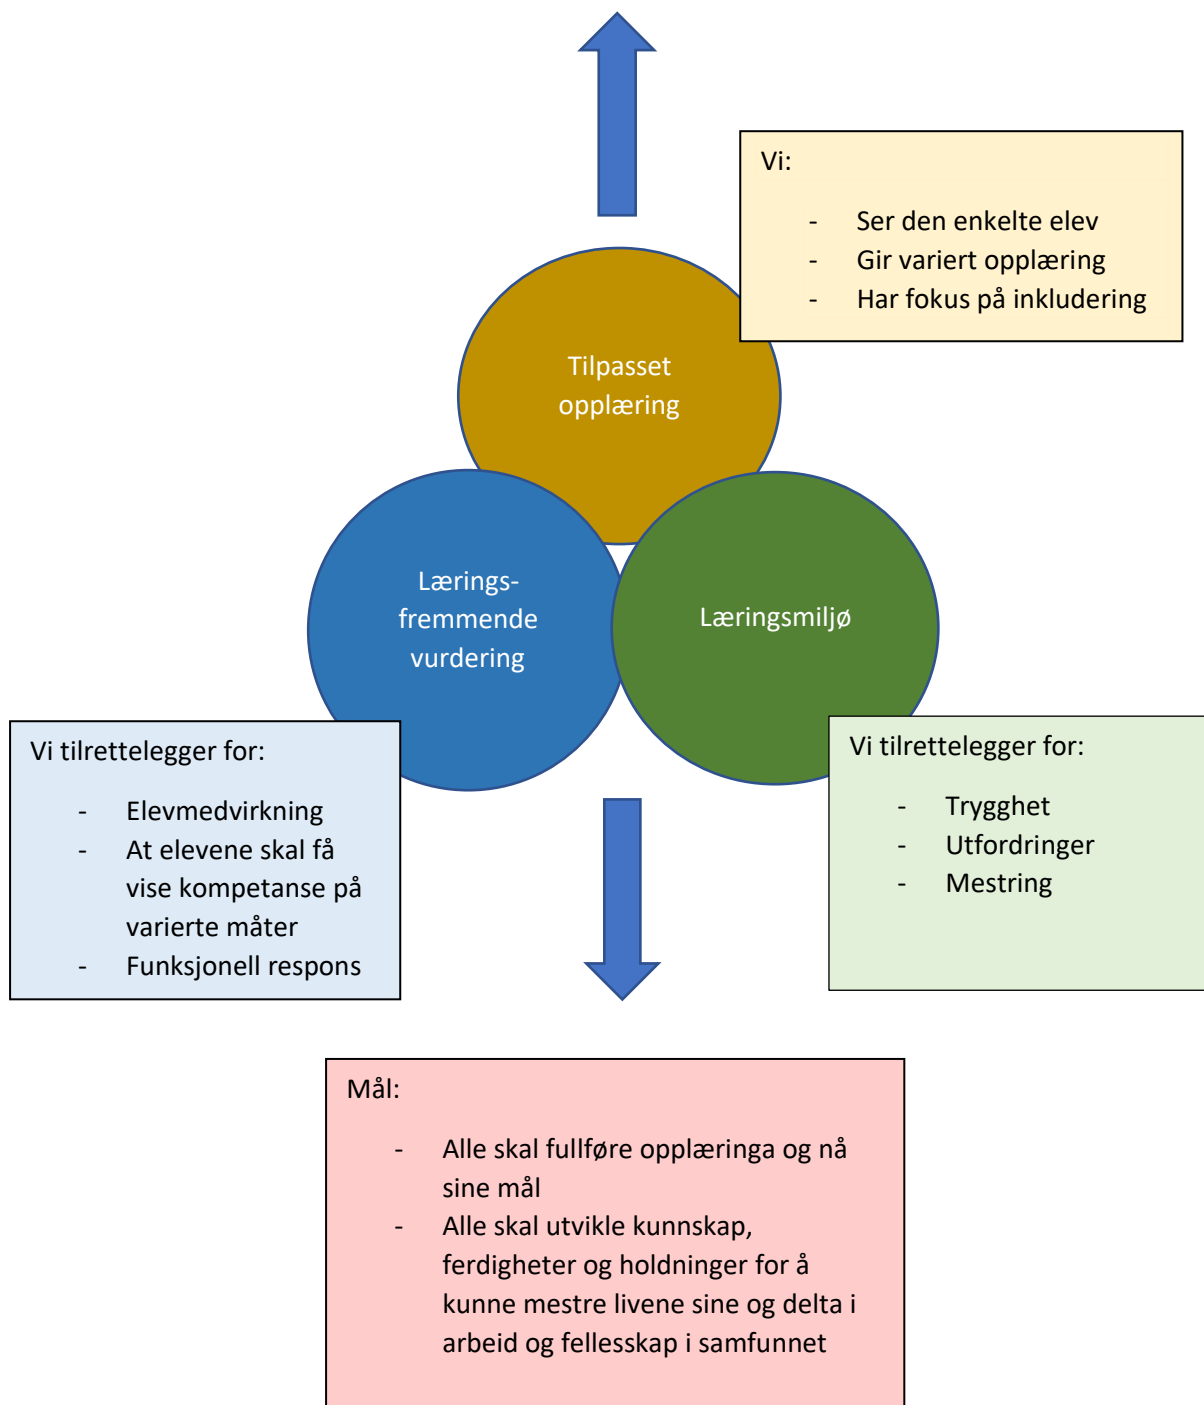 Vi:
- Ser den enkelte elev
- Gir variert opplæring
- Har fokus på inkludering
Tilpasset
opplæring
Lærings-
fremmende
vurdering
Læringsmiljø
Vi tilrettelegger for:
- Elevmedvirkning
- At elevene skal få
vise kompetanse på
varierte måter
- Funksjonell respons
Vi tilrettelegger for:
- Trygghet
- Utfordringer
- Mestring
Mål:
- Alle skal fullføre opplæringa og nå
sine mål
- Alle skal utvikle kunnskap,
ferdigheter og holdninger for å
kunne mestre livene sine og delta i
arbeid og fellesskap i samfunnet